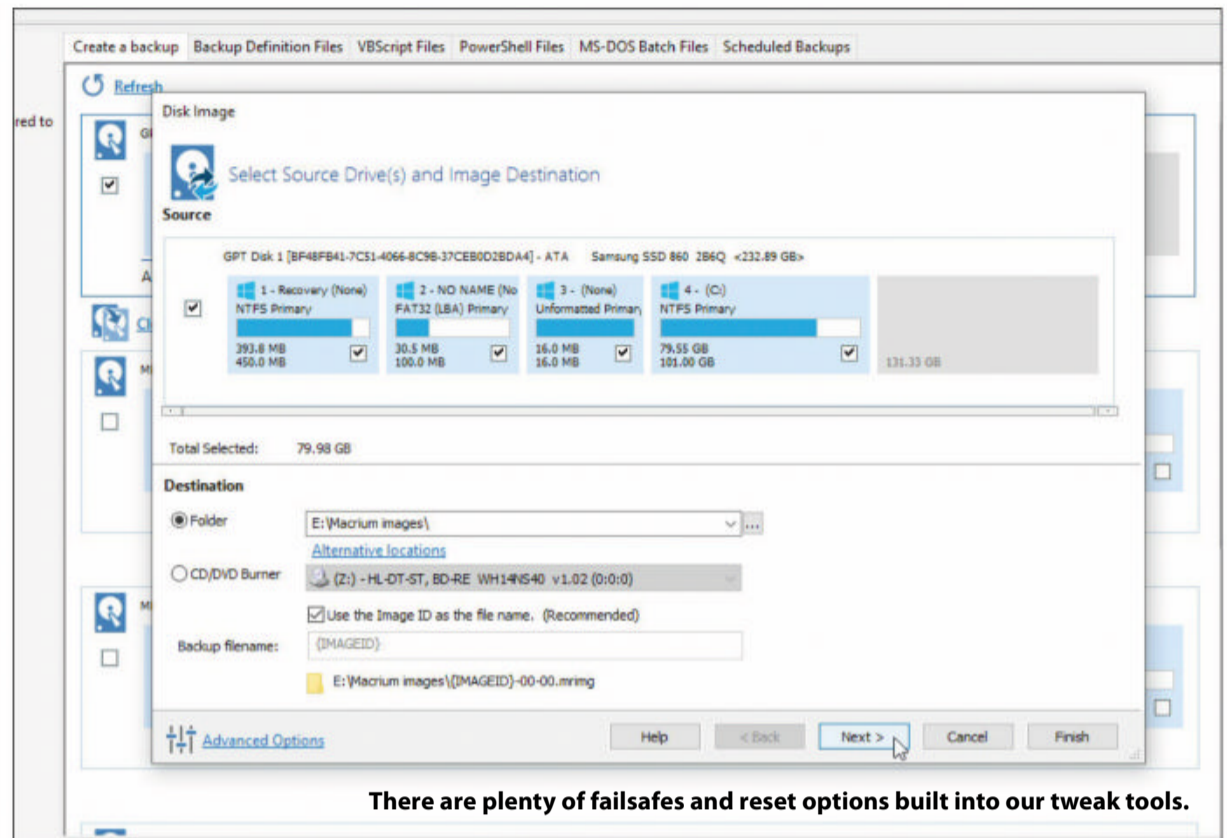 Create a backup Backup Definition Files VBScript Files PowerShell Files MS-DOS Batch Files Scheduled Backups
Refresh
red to
Disk Image
Select Source Drive(s) and Image Destination
Source
GPT Disk 1 [BF48FB41-7C51-4066-8C9B-37CEB0D2BDA4] - ATA Samsung SSD 860 2B6Q <232.89 GB>
1 - Recovery (None)
NTFS Primary
393.8 MB
450.0 MB
2 - NO NAME (No
FAT32 (LBA) Primary
30.5 MB
100.0 MB
3 - (None)
Unformatted Primary
16.0 MB
16.0 MB
4 - (C:)
NTFS Primary
79.55 GB
101.00 GB
131.33 GB
Total Selected: 79.98 GB
Destination
Folder
E:\Macrium images\
...
Alternative locations
CD/DVD Burner
(Z:) - HL-DT-ST, BD-RE WH14NS40 v1.02 (0:0:0)
Use the Image ID as the file name. (Recommended)
Backup filename:
{IMAGEID}
E:\Macrium images\{IMAGEID}-00-00.mrimg
Advanced Options
Help
< Back
Next >
Cancel
Finish
There are plenty of failsafes and reset options built into our tweak tools.